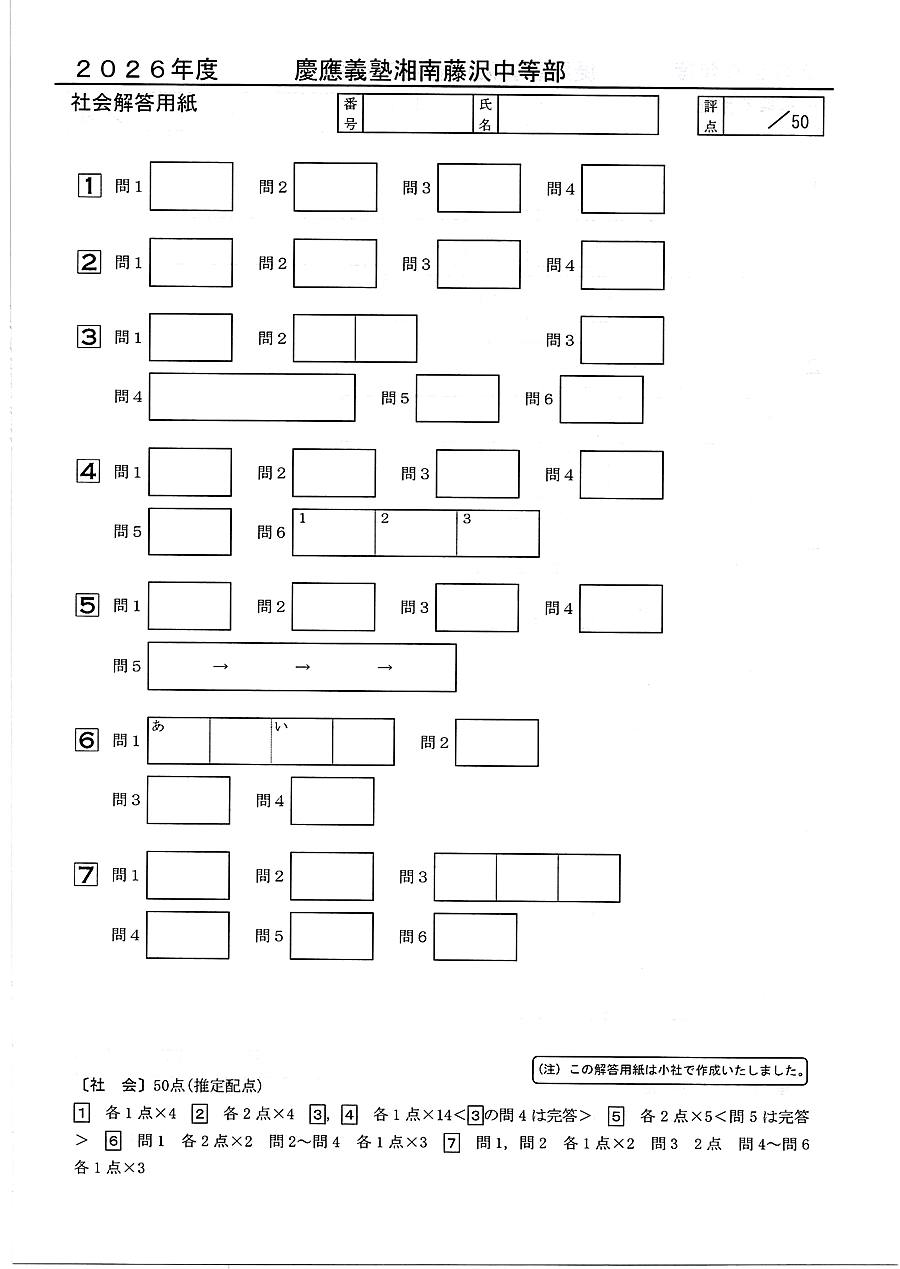 2026年度　慶應義塾湘南藤沢中等部
社会解答用紙　番号　氏名　評点　／50
1 問1　問2　問3　問4
2 問1　問2　問3　問4
3 問1　問2　問3
問4　問5　問6
4 問1　問2　問3　問4
問5　問6 1 2 3
5 問1　問2　問3　問4
問5　→　→　→
6 問1 あ い　問2
問3　問4
7 問1　問2　問3
問4　問5　問6
(注) この解答用紙は小社で作成いたしました。
〔社　会〕50点(推定配点)
1 各1点×4 2 各2点×4 3, 4 各1点×14<3の問4は完答> 5 各2点×5<問5は完答
> 6 問1 各2点×2 問2～問4 各1点×3 7 問1, 問2 各1点×2 問3 2点 問4～問6
各1点×3